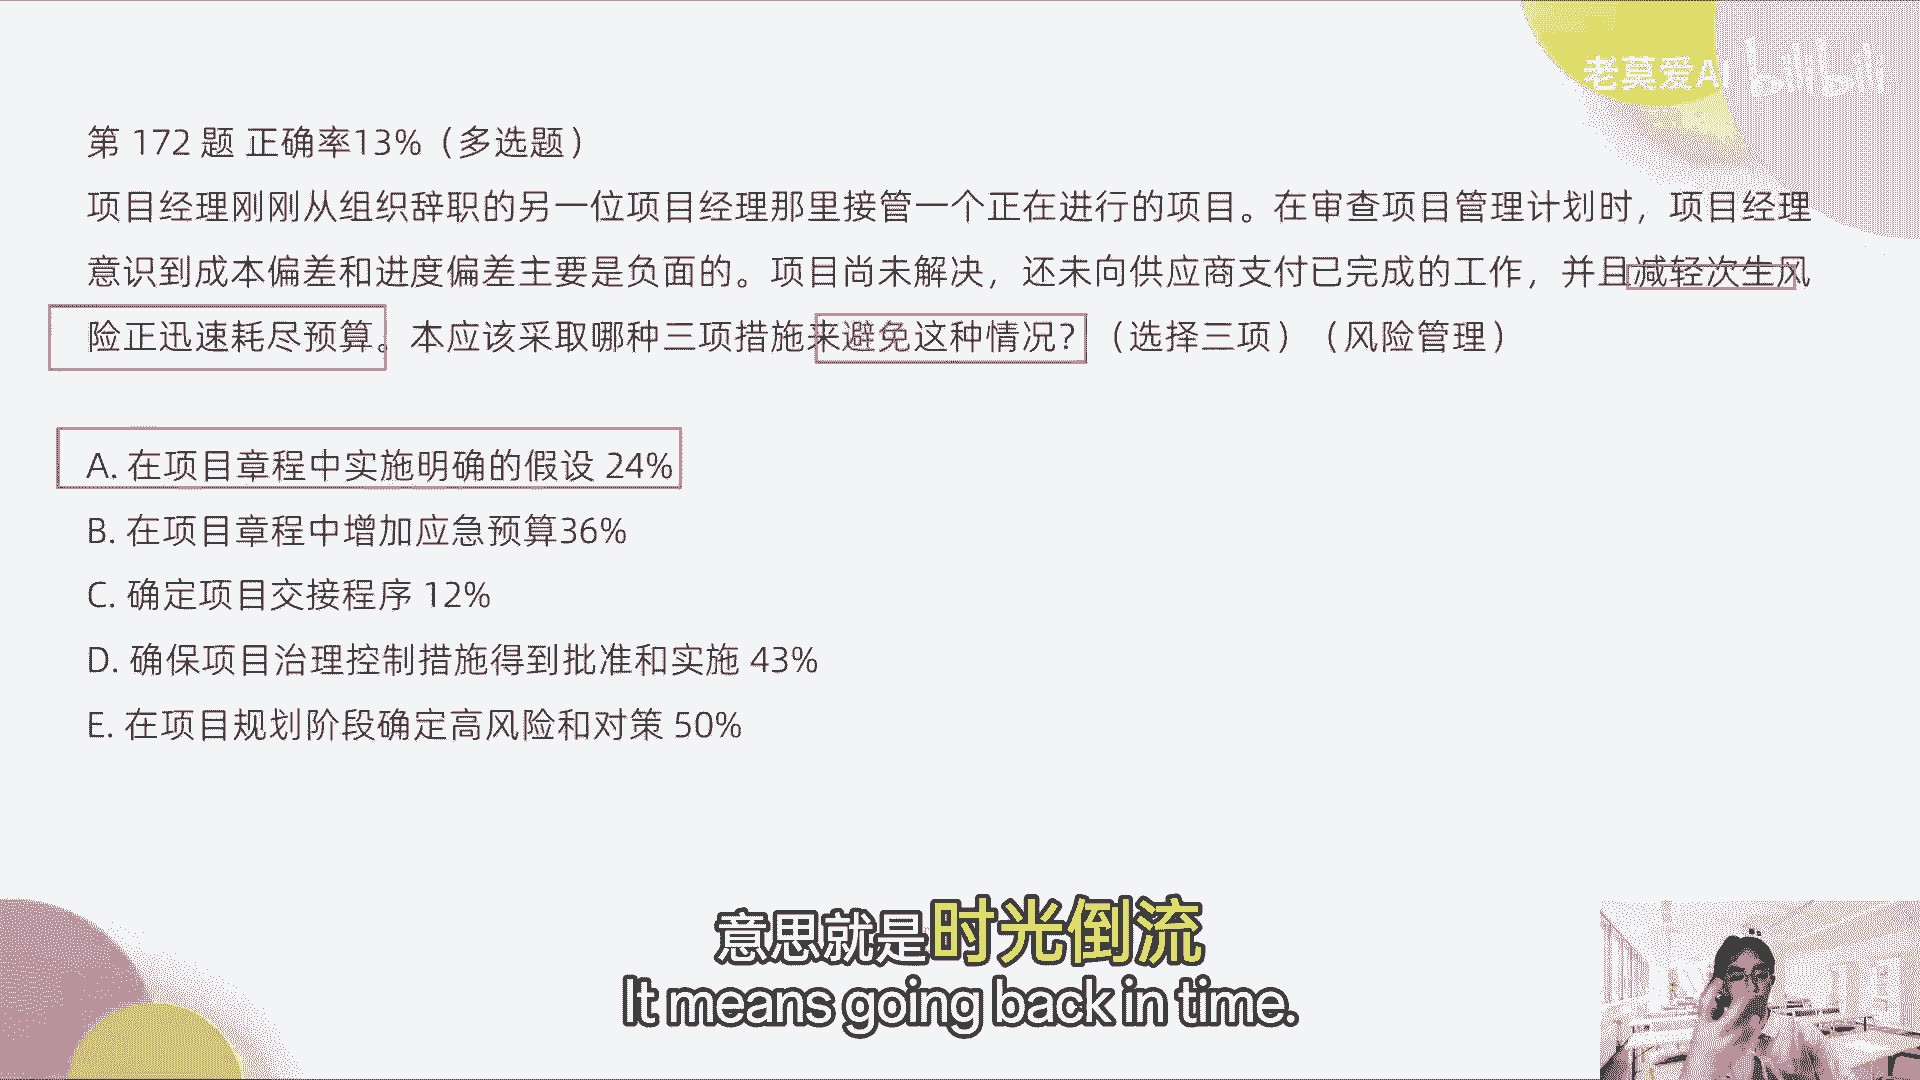 老莫爱AI bilibili
第 172 题 正确率13%（多选题）
项目经理刚刚从组织辞职的另一位项目经理那里接管一个正在进行的项目。在审查项目管理计划时，项目经理
意识到成本偏差和进度偏差主要是负面的。项目尚未解决，还未向供应商支付已完成的工作，并且减轻次生风
险正迅速耗尽预算。本应该采取哪种三项措施来避免这种情况？（选择三项）（风险管理）
A. 在项目章程中实施明确的假设 24%
B. 在项目章程中增加应急预算36%
C. 确定项目交接程序 12%
D. 确保项目治理控制措施得到批准和实施 43%
E. 在项目规划阶段确定高风险和对策 50%
意思就是时光倒流
It means going back in time.